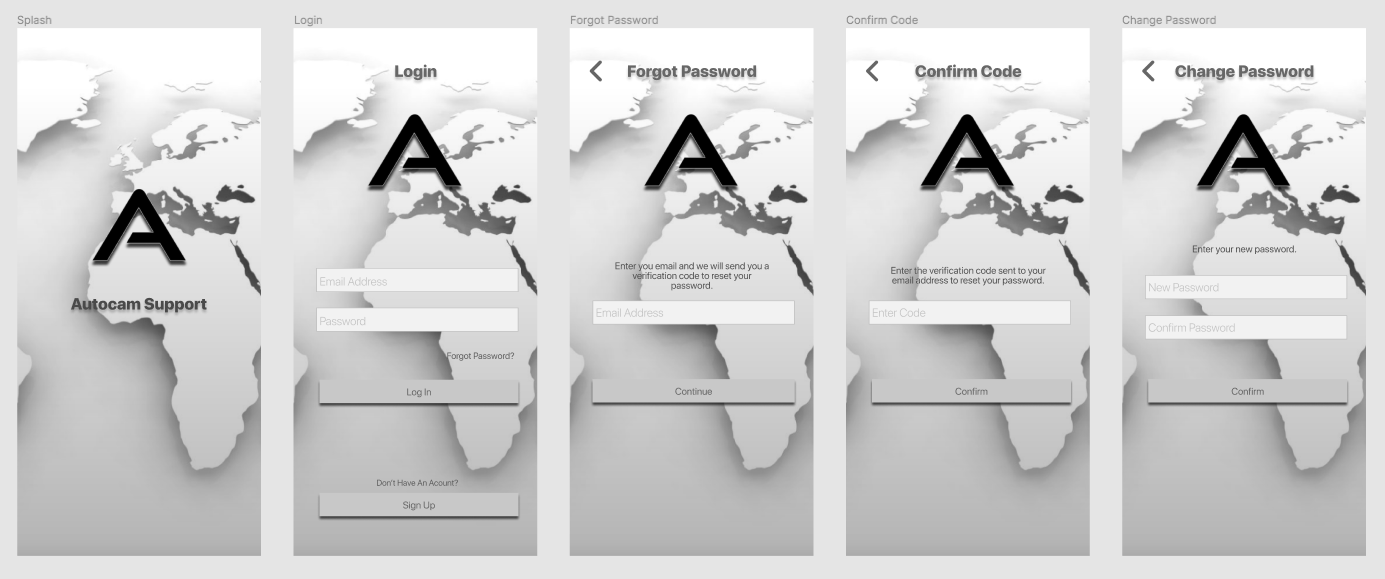 Splash
Autocam Support
Login
Login
Email Address
Password
Forgot Password?
Log In
Don't Have An Acount?
Sign Up
Forgot Password
Forgot Password
Enter you email and we will send you a
verification code to reset your
password.
Email Address
Continue
Confirm Code
Confirm Code
Enter the verification code sent to your
email address to reset your password.
Enter Code
Confirm
Change Password
Change Password
Enter your new password.
New Password
Confirm Password
Confirm